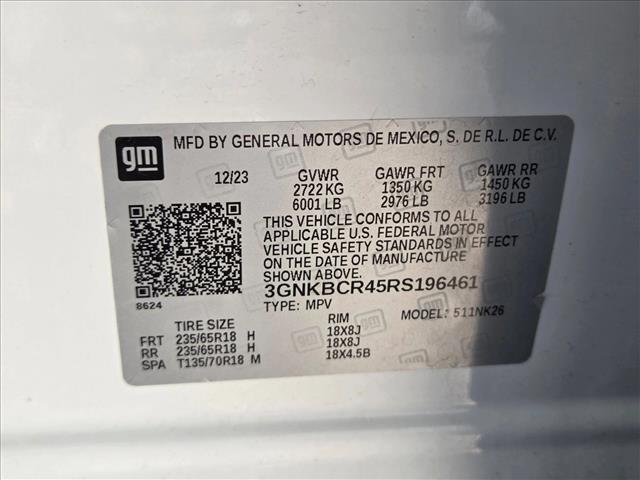 gm
MFD BY GENERAL MOTORS DE MEXICO, S. DE R.L. DE C.V.
12/23 GVWR GAWR FRT GAWR RR
2722 KG 1350 KG 1450 KG
6001 LB 2976 LB 3196 LB
THIS VEHICLE CONFORMS TO ALL
APPLICABLE U.S. FEDERAL MOTOR
VEHICLE SAFETY STANDARDS IN EFFECT
ON THE DATE OF MANUFACTURE
SHOWN ABOVE.
3GNKBCR45RS196461
8624 TYPE: MPV MODEL: 511NK26
TIRE SIZE RIM
FRT 235/65R18 H 18X8J
RR 235/65R18 H 18X8J
SPA T135/70R18 M 18X4.5B